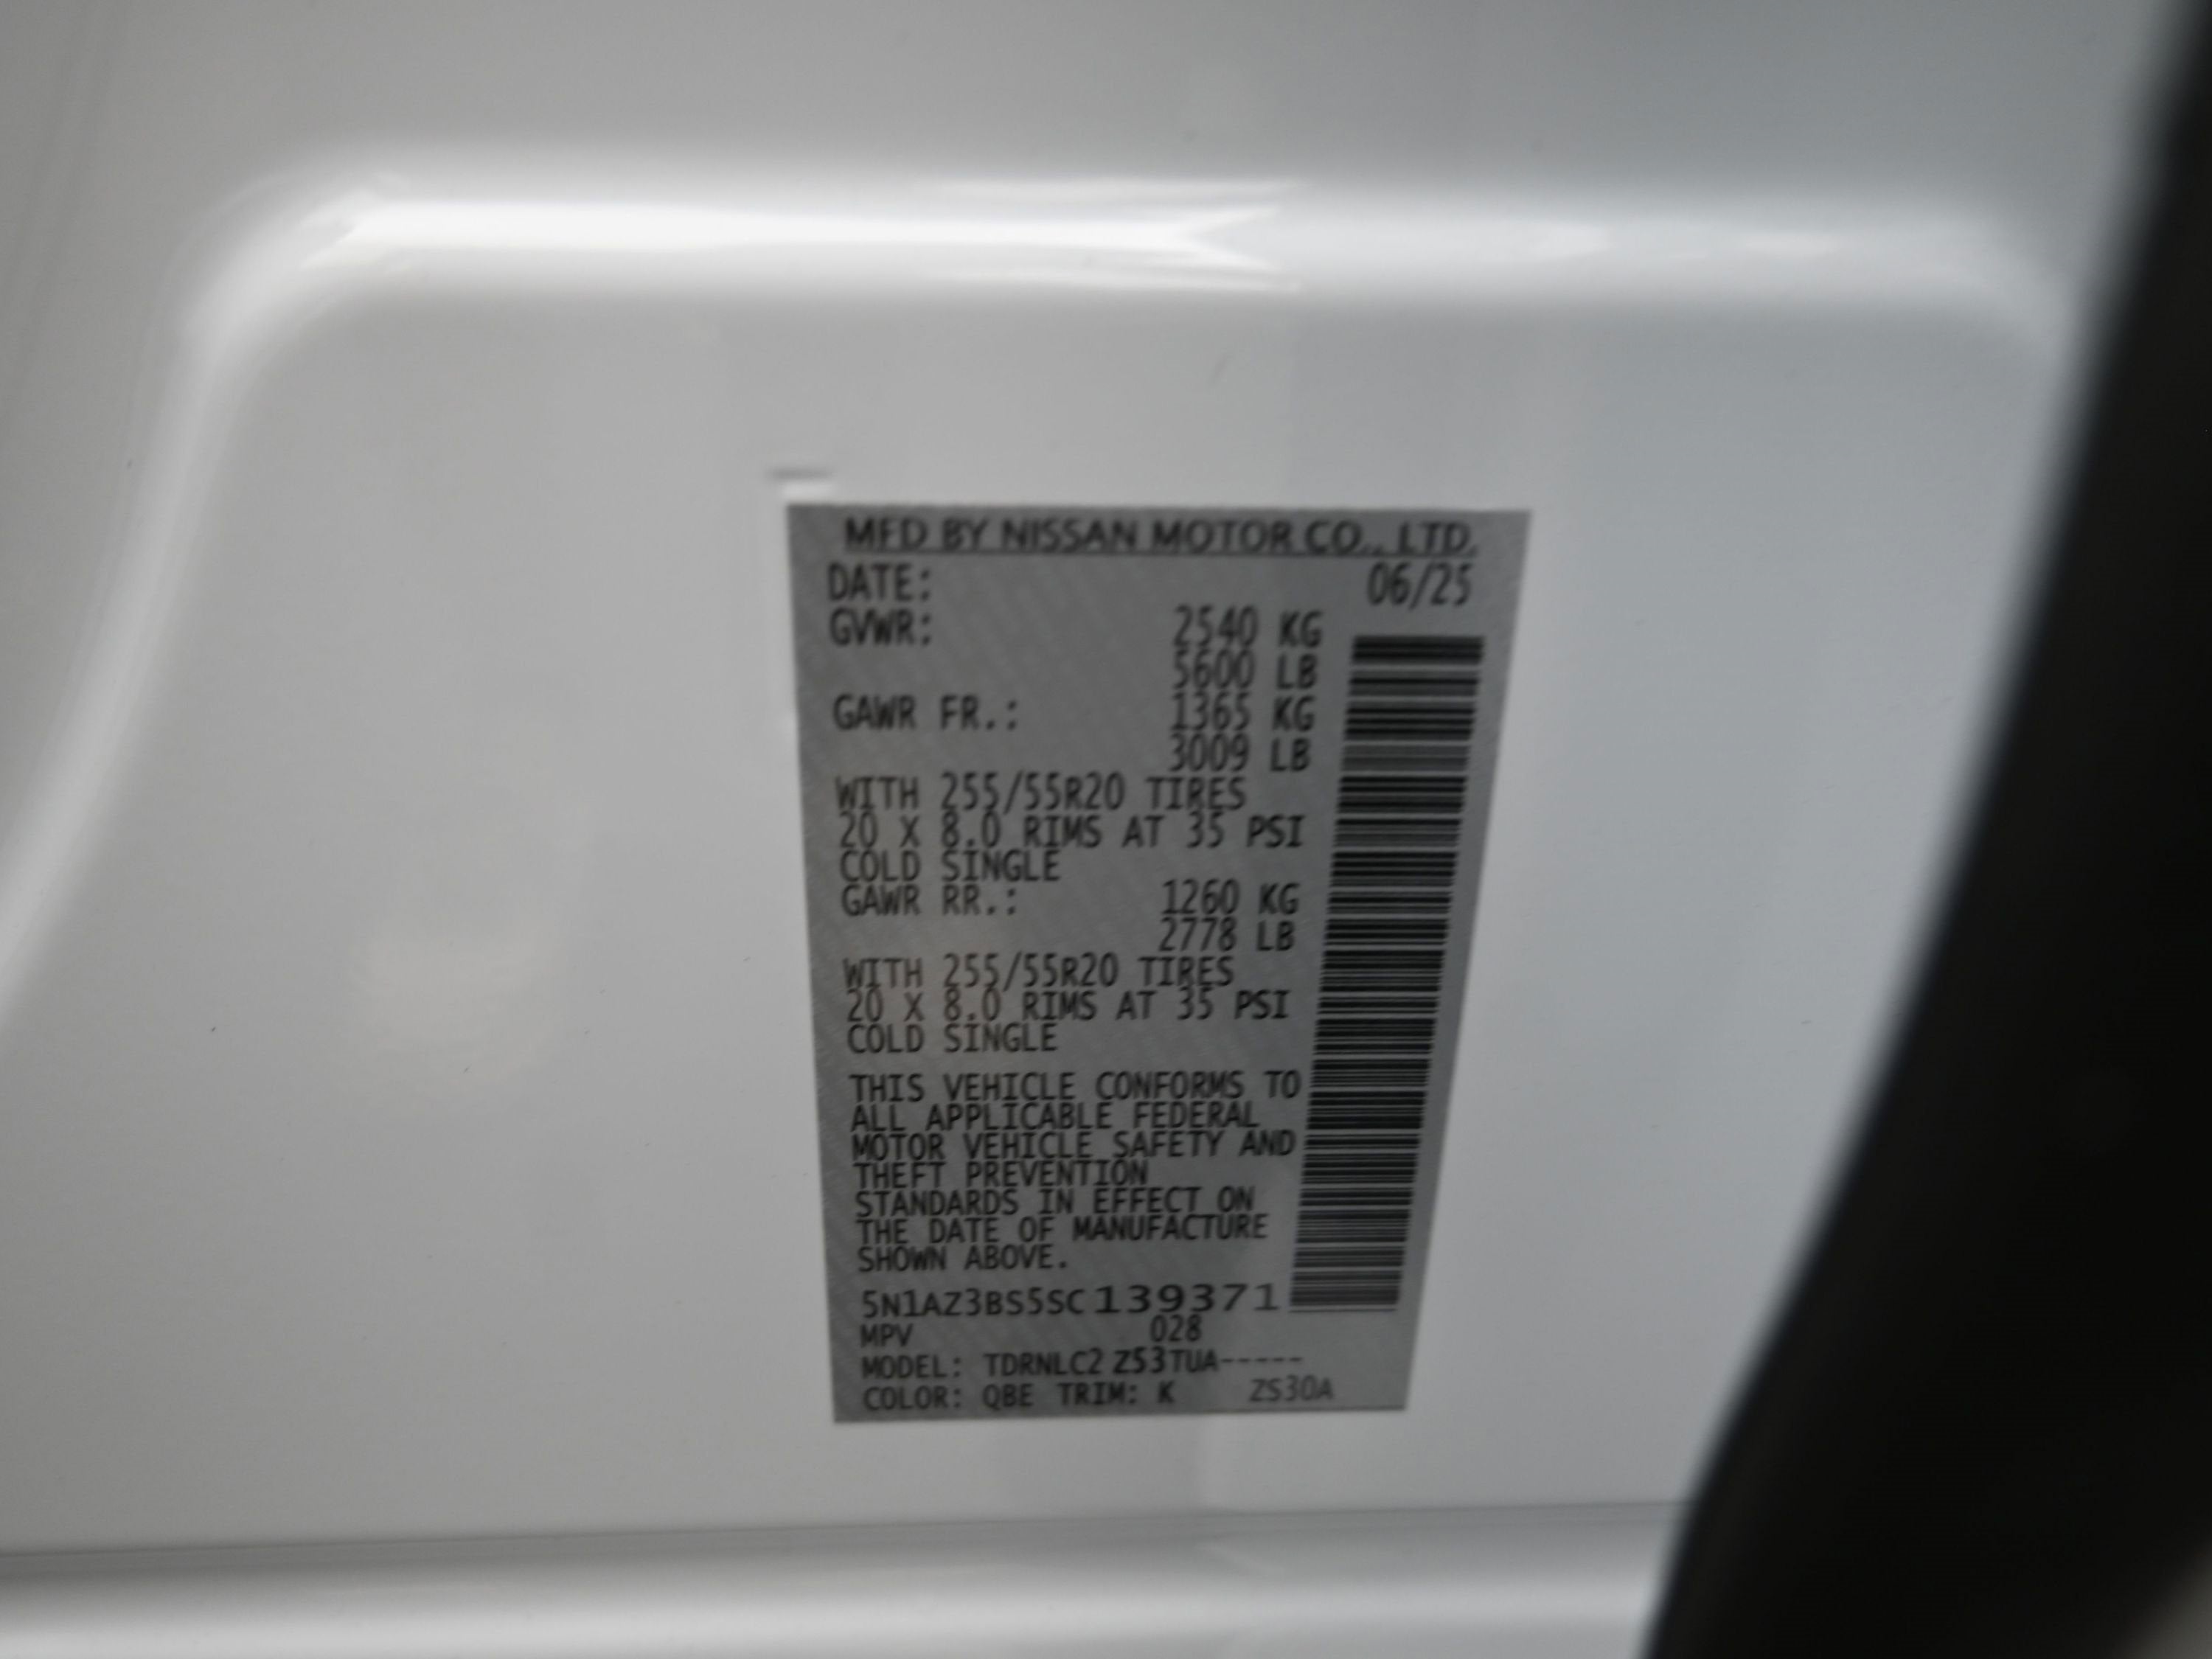 MFD BY NISSAN MOTOR CO., LTD.
DATE: 06/25
GVWR: 2540 KG
5600 LB
GAWR FR.: 1365 KG
3009 LB
WITH 255/55R20 TIRES
20 X 8.0 RIMS AT 35 PSI
COLD SINGLE
GAWR RR.: 1260 KG
2778 LB
WITH 255/55R20 TIRES
20 X 8.0 RIMS AT 35 PSI
COLD SINGLE
THIS VEHICLE CONFORMS TO
ALL APPLICABLE FEDERAL
MOTOR VEHICLE SAFETY AND
THEFT PREVENTION
STANDARDS IN EFFECT ON
THE DATE OF MANUFACTURE
SHOWN ABOVE.
5N1AZ3BS5SC139371
MPV 028
MODEL: TDRNLC2 Z53TUA-----
COLOR: QBE TRIM: K ZS30A